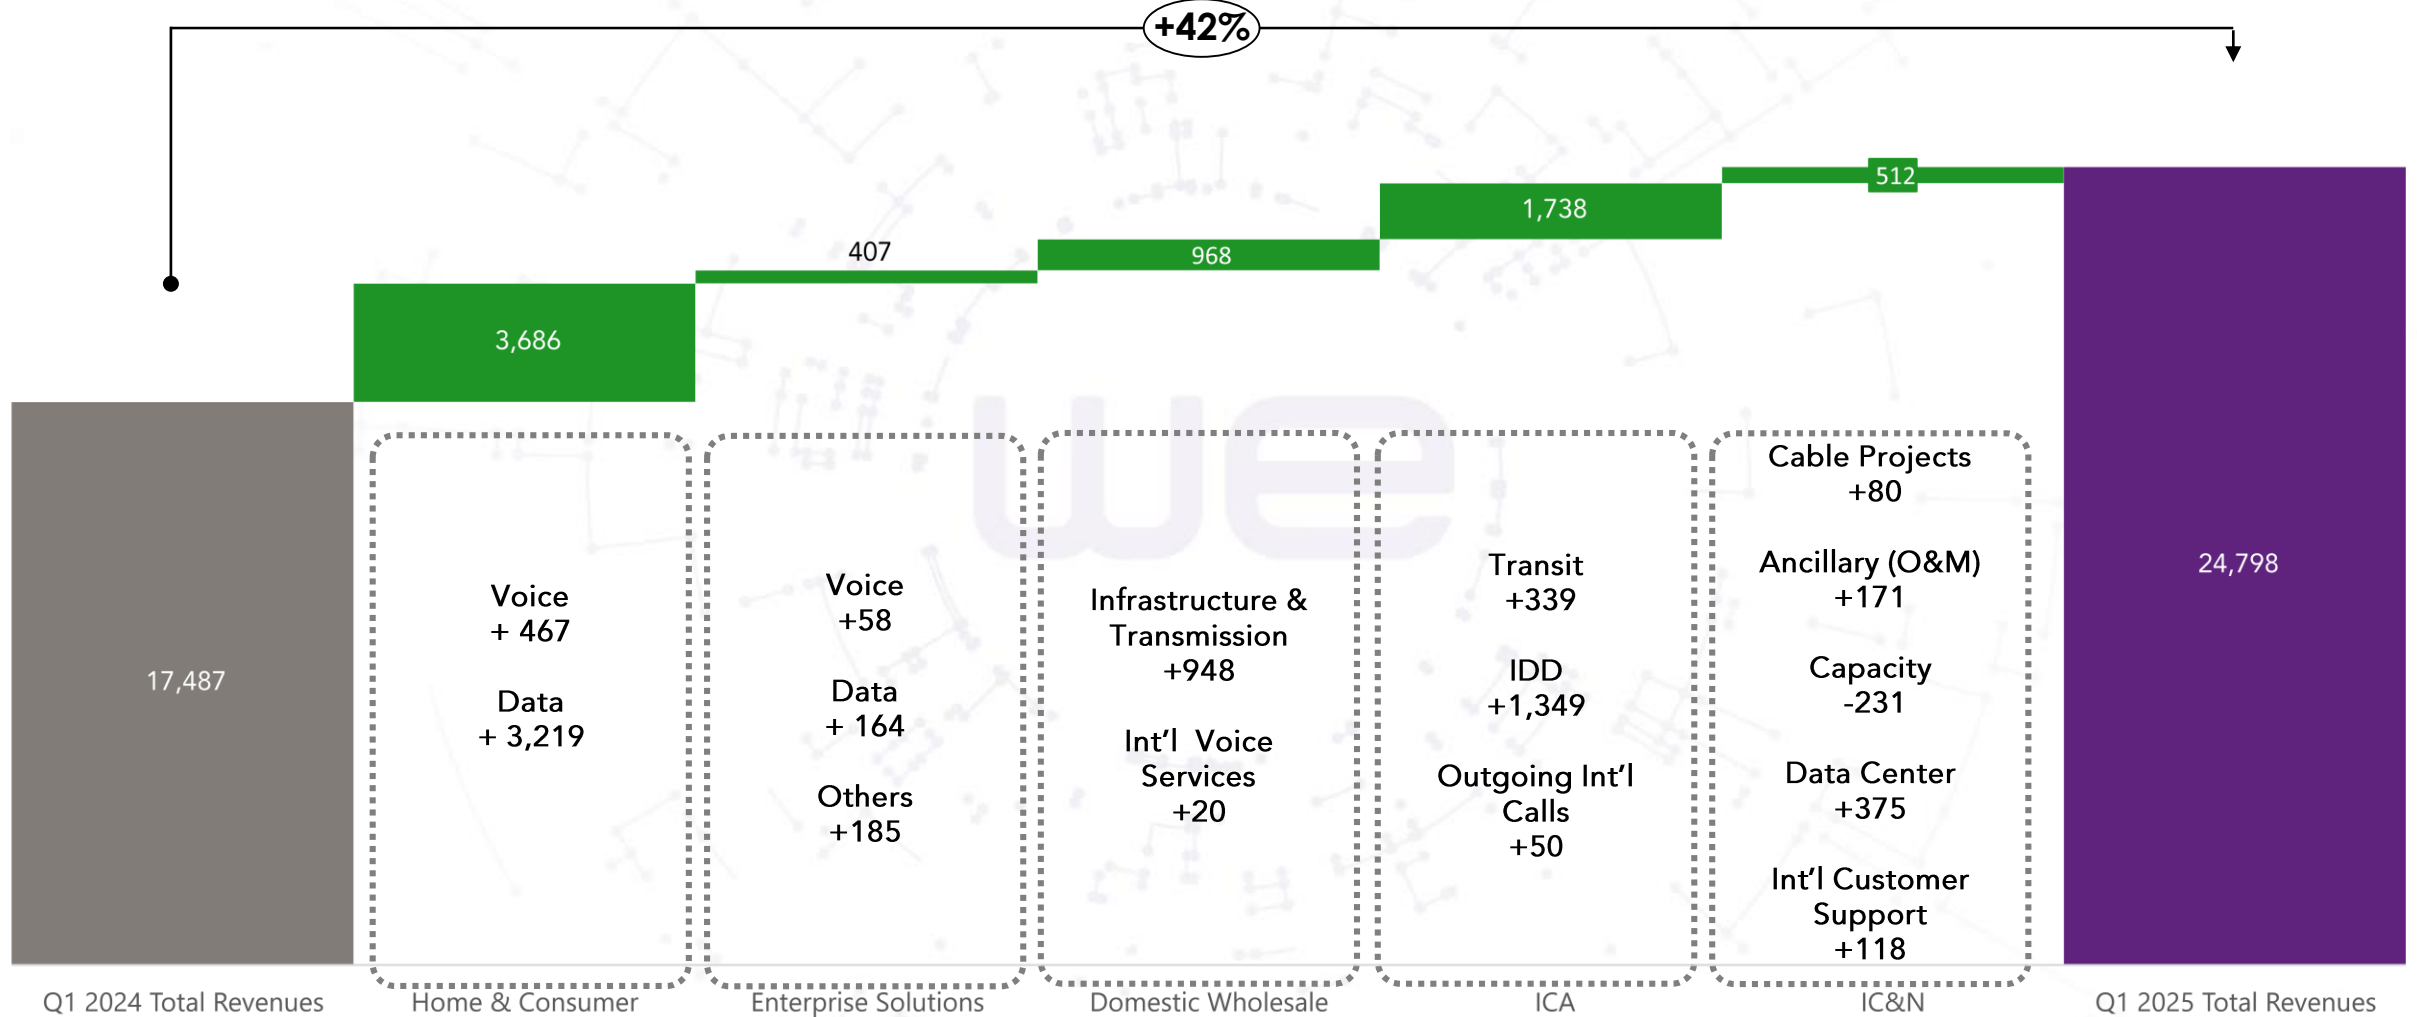 +42%
512
1,738
407
968
3,686
17,487
24,798
Voice
+ 467
Data
+ 3,219
Voice
+58
Data
+ 164
Others
+185
Infrastructure &
Transmission
+948
Int’l  Voice
Services
+20
Transit
+339
IDD
+1,349
Outgoing Int’l
Calls
+50
Cable Projects
+80
Ancillary (O&M)
+171
Capacity
-231
Data Center
+375
Int’l Customer
Support
+118
we
Q1 2024 Total Revenues
Home & Consumer
Enterprise Solutions
Domestic Wholesale
ICA
IC&N
Q1 2025 Total Revenues